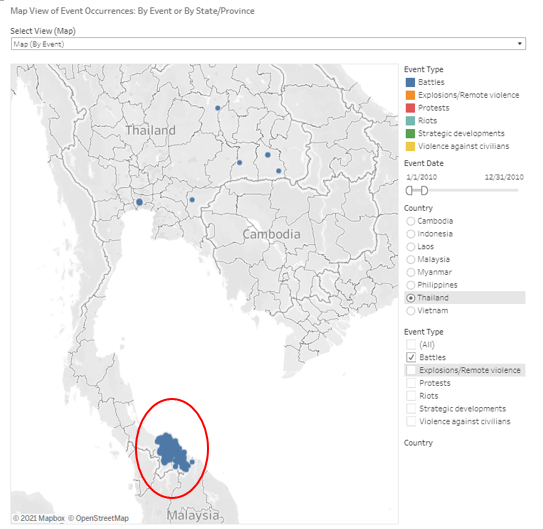 Map View of Event Occurrences: By Event or By State/Province
Select View (Map)
Map (By Event)
Thailand
Cambodia
Malaysia
© 2021 Mapbox © OpenStreetMap
Event Type
Battles
Explosions/Remote violence
Protests
Riots
Strategic developments
Violence against civilians
Event Date
1/1/2010 12/31/2010
Country
Cambodia
Indonesia
Laos
Malaysia
Myanmar
Philippines
Thailand
Vietnam
Event Type
(All)
Battles
Explosions/Remote violence
Protests
Riots
Strategic developments
Violence against civilians
Country